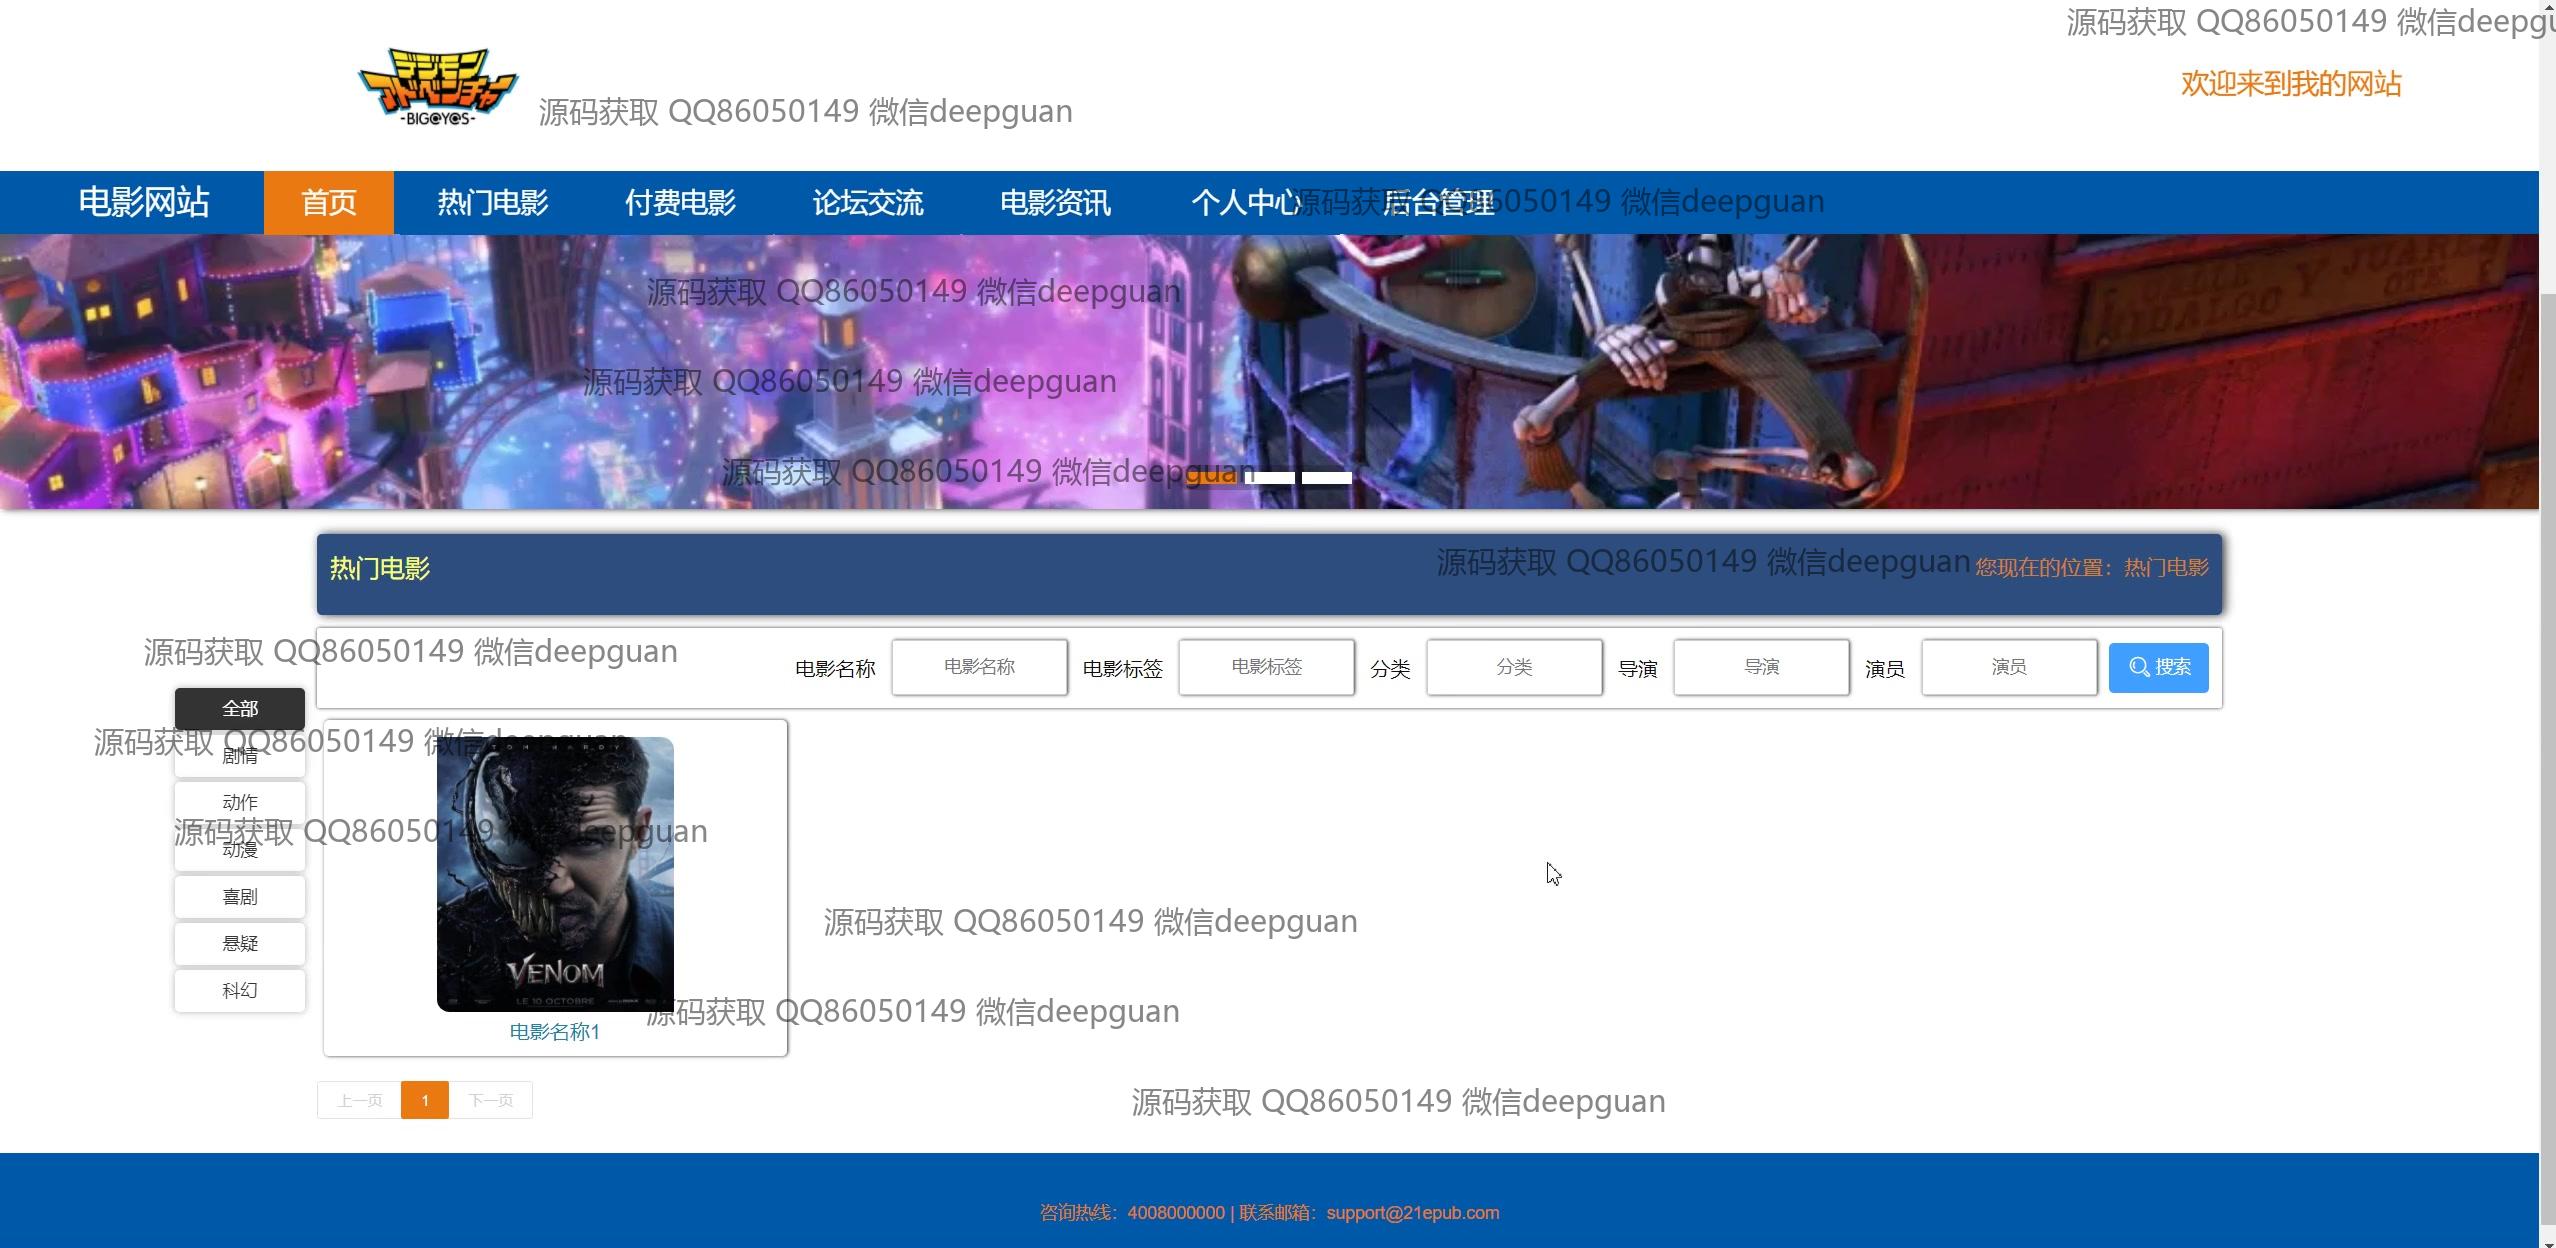 源码获取 QQ86050149 微信deepgu
デジモン
アドベンチャー
-BIG@Y@S-
欢迎来到我的网站
源码获取 QQ86050149 微信deepguan
电影网站 首页 热门电影 付费电影 论坛交流 电影资讯 个人中心 后台管理
源码获取 QQ86050149 微信deepguan
源码获取 QQ86050149 微信deepguan
源码获取 QQ86050149 微信deepguan
源码获取 QQ86050149 微信deepguan
热门电影
源码获取 QQ86050149 微信deepguan
您现在的位置：热门电影
源码获取 QQ86050149 微信deepguan
电影名称 电影名称 电影标签 电影标签 分类 分类 导演 导演 演员 演员 搜索
全部
源码获取 QQ86050149 微信deepguan
剧情
动作
源码获取 QQ86050149 微信deepguan
动漫
喜剧
悬疑
科幻
TOM HARDY
VENOM
LE 10 OCTOBRE
源码获取 QQ86050149 微信deepguan
源码获取 QQ86050149 微信deepguan
电影名称1
上一页 1 下一页
源码获取 QQ86050149 微信deepguan
咨询热线：4008000000 | 联系邮箱：support@21epub.com